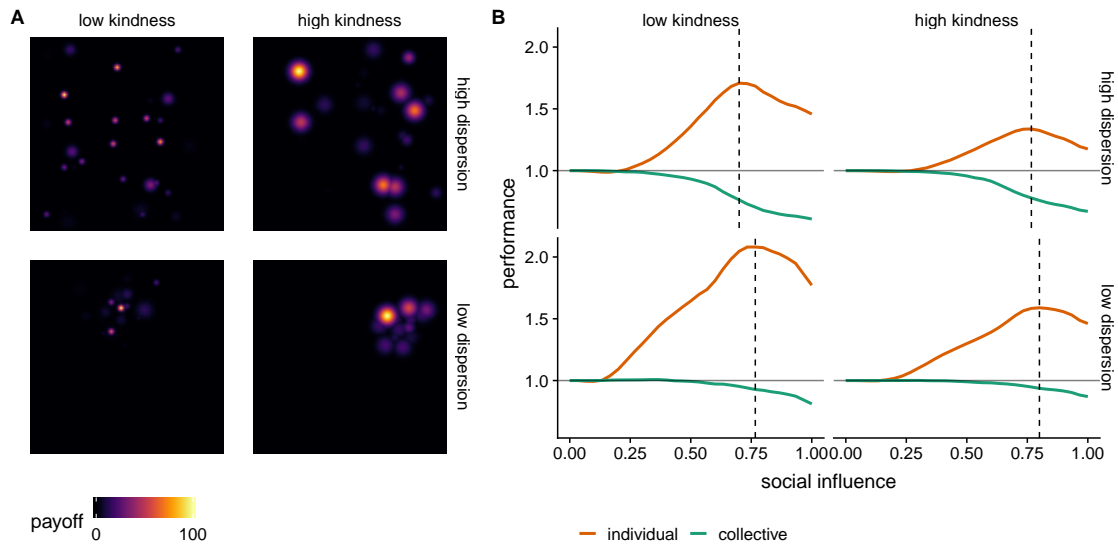 A
low kindness
high kindness
high dispersion
low dispersion
payoff
0
100
B
low kindness
high kindness
2.0
1.5
1.0
high dispersion
performance
2.0
1.5
1.0
low dispersion
0.00
0.25
0.50
0.75
1.00
0.00
0.25
0.50
0.75
1.00
social influence
individual
collective